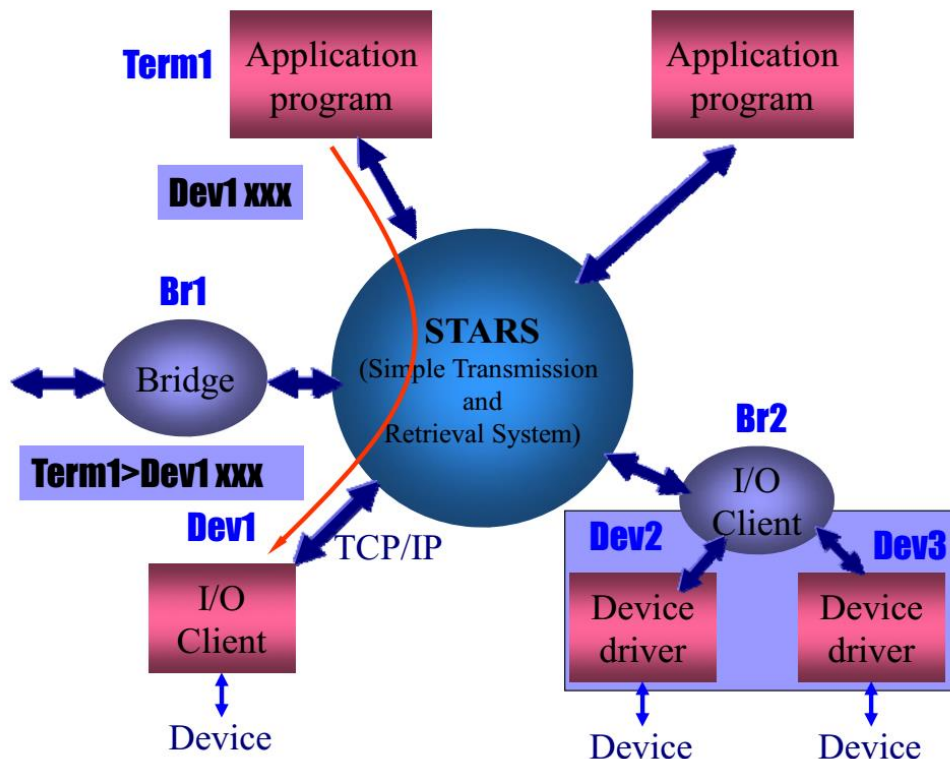 Term1
Application
program
Application
program
Dev1 xxx
Br1
Bridge
STARS
(Simple Transmission
and
Retrieval System)
Term1>Dev1 xxx
Dev1
TCP/IP
I/O
Client
Device
Br2
I/O
Client
Dev2
Dev3
Device
driver
Device
driver
Device
Device